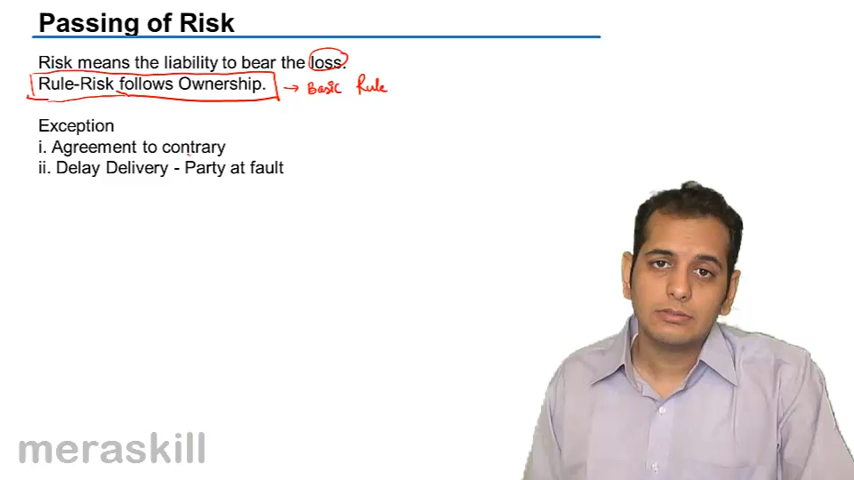 Passing of Risk
Risk means the liability to bear the loss.
Rule-Risk follows Ownership. → Basic Rule
Exception
i. Agreement to contrary
ii. Delay Delivery - Party at fault
meraskill